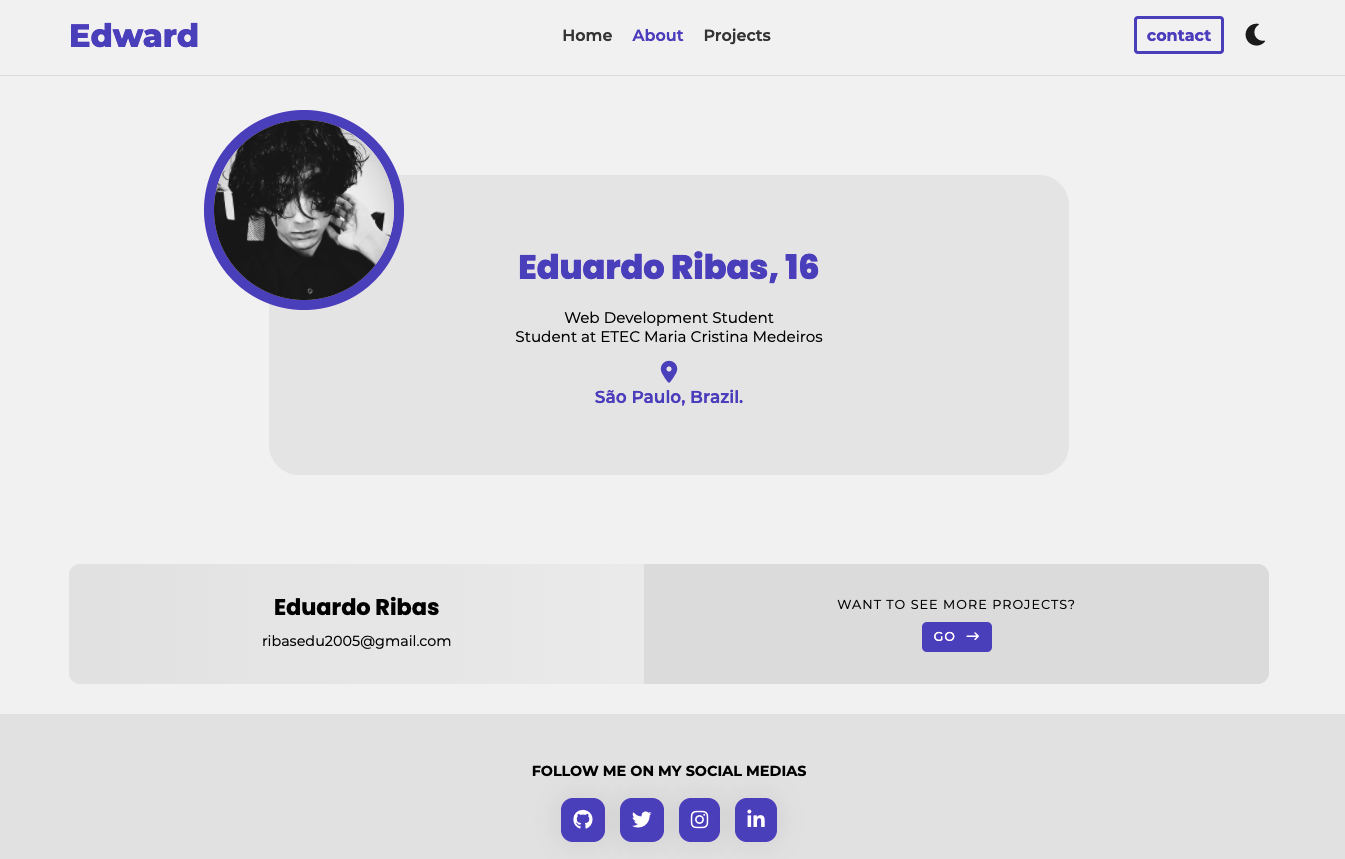 Edward
Home
About
Projects
contact
Eduardo Ribas, 16
Web Development Student
Student at ETEC Maria Cristina Medeiros
São Paulo, Brazil.
Eduardo Ribas
ribasedu2005@gmail.com
WANT TO SEE MORE PROJECTS?
GO →
FOLLOW ME ON MY SOCIAL MEDIAS